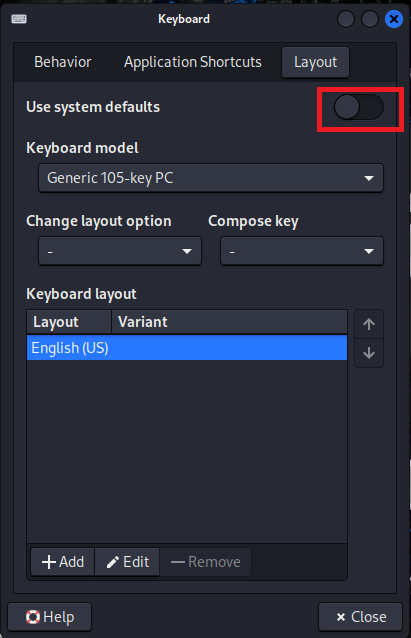 Keyboard
Behavior Application Shortcuts Layout
Use system defaults
Keyboard model
Generic 105-key PC
Change layout option Compose key
- -
Keyboard layout
Layout Variant
English (US)
Add Edit Remove
Help Close